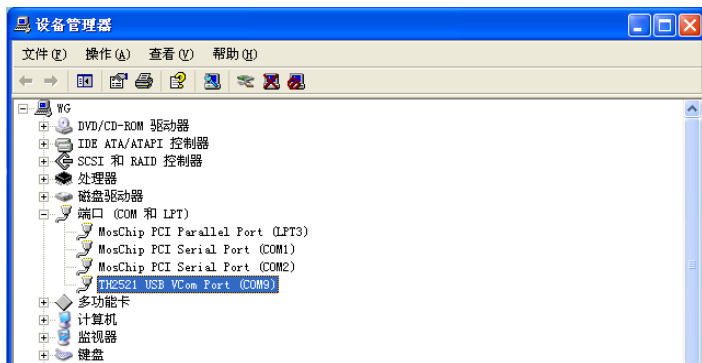 设备管理器
文件(F) 操作(A) 查看(V) 帮助(H)
WG
DVD/CD-ROM 驱动器
IDE ATA/ATAPI 控制器
SCSI 和 RAID 控制器
处理器
磁盘驱动器
端口 (COM 和 LPT)
MosChip PCI Parallel Port (LPT3)
MosChip PCI Serial Port (COM1)
MosChip PCI Serial Port (COM2)
TH2521 USB VCom Port (COM9)
多功能卡
计算机
监视器
键盘